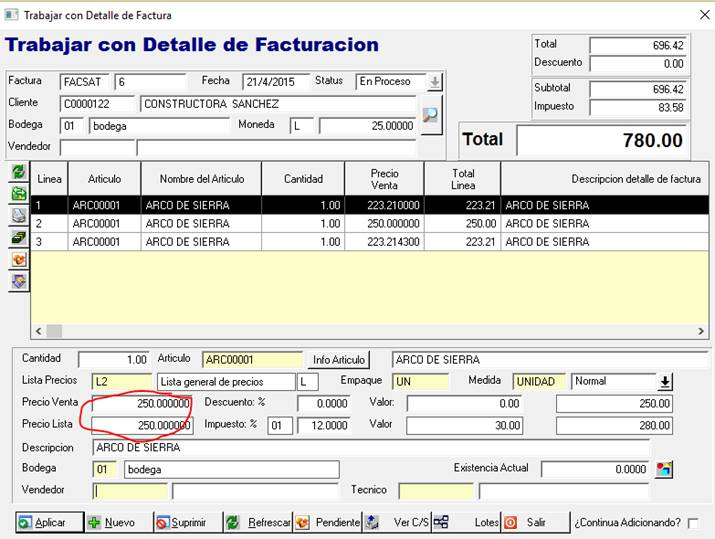 Trabajar con Detalle de Factura
Trabajar con Detalle de Facturacion
Total 696.42
Descuento 0.00
Subtotal 696.42
Impuesto 83.58
Total 780.00
Factura FACSAT 6 Fecha 21/4/2015 Status En Proceso
Cliente C0000122 CONSTRUCTORA SANCHEZ
Bodega 01 bodega Moneda L 25.00000
Vendedor
Linea Articulo Nombre del Articulo Cantidad Precio Venta Total Linea Descripcion detalle de factura
1 ARC00001 ARCO DE SIERRA 1.00 223.210000 223.21 ARCO DE SIERRA
2 ARC00001 ARCO DE SIERRA 1.00 250.000000 250.00 ARCO DE SIERRA
3 ARC00001 ARCO DE SIERRA 1.00 223.214300 223.21 ARCO DE SIERRA
Cantidad 1.00 Articulo ARC00001 Info Articulo ARCO DE SIERRA
Lista Precios L2 Lista general de precios L Empaque UN Medida UNIDAD Normal
Precio Venta 250.000000 Descuento: % 0.0000 Valor: 0.00 250.00
Precio Lista 250.000000 Impuesto: % 01 12.0000 Valor 30.00 280.00
Descripcion ARCO DE SIERRA
Bodega 01 bodega Existencia Actual 0.0000
Vendedor Tecnico
Aplicar Nuevo Suprimir Refrescar Pendiente Ver C/S Lotes Salir ¿Continua Adicionando?